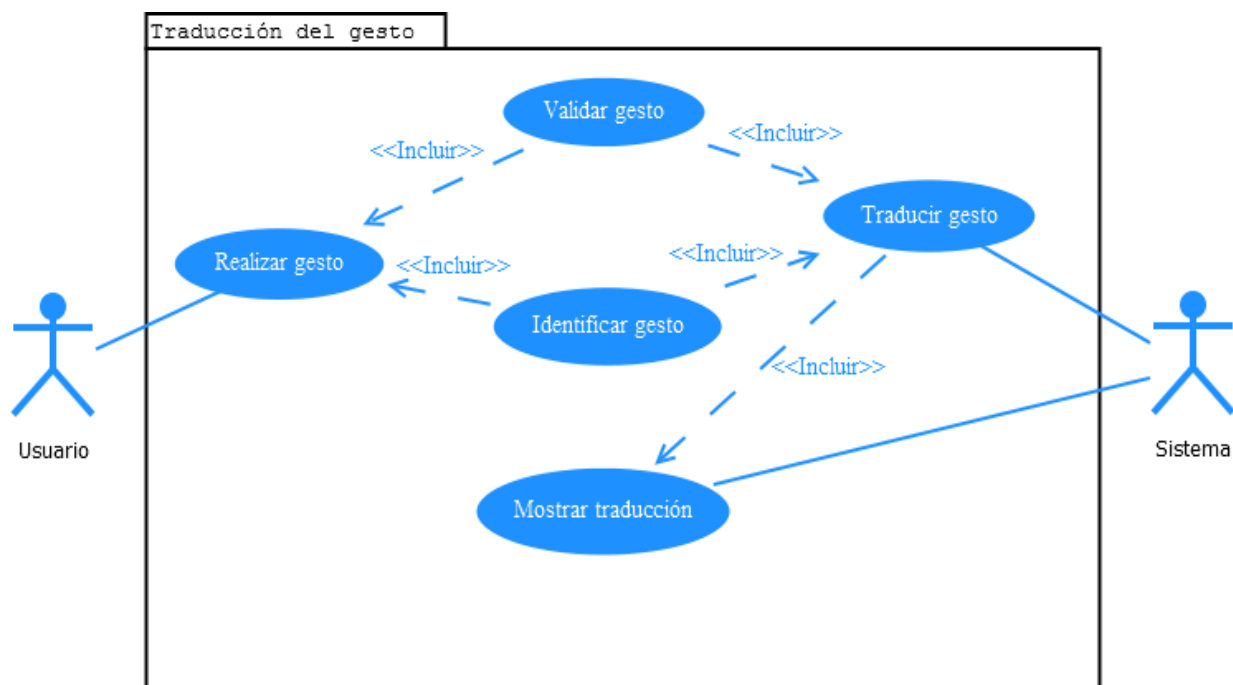 Traducción del gesto
Validar gesto
<<Incluir>>
<<Incluir>>
Traducir gesto
Realizar gesto
<<Incluir>>
<<Incluir>>
Identificar gesto
<<Incluir>>
Usuario
Sistema
Mostrar traducción